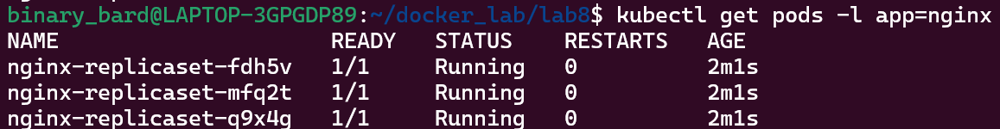 binary_bard@LAPTOP-3GPGDP89:~/docker_lab/lab8$ kubectl get pods -l app=nginx
NAME READY STATUS RESTARTS AGE
nginx-replicaset-fdh5v 1/1 Running 0 2m1s
nginx-replicaset-mfq2t 1/1 Running 0 2m1s
nginx-replicaset-q9x4g 1/1 Running 0 2m1s